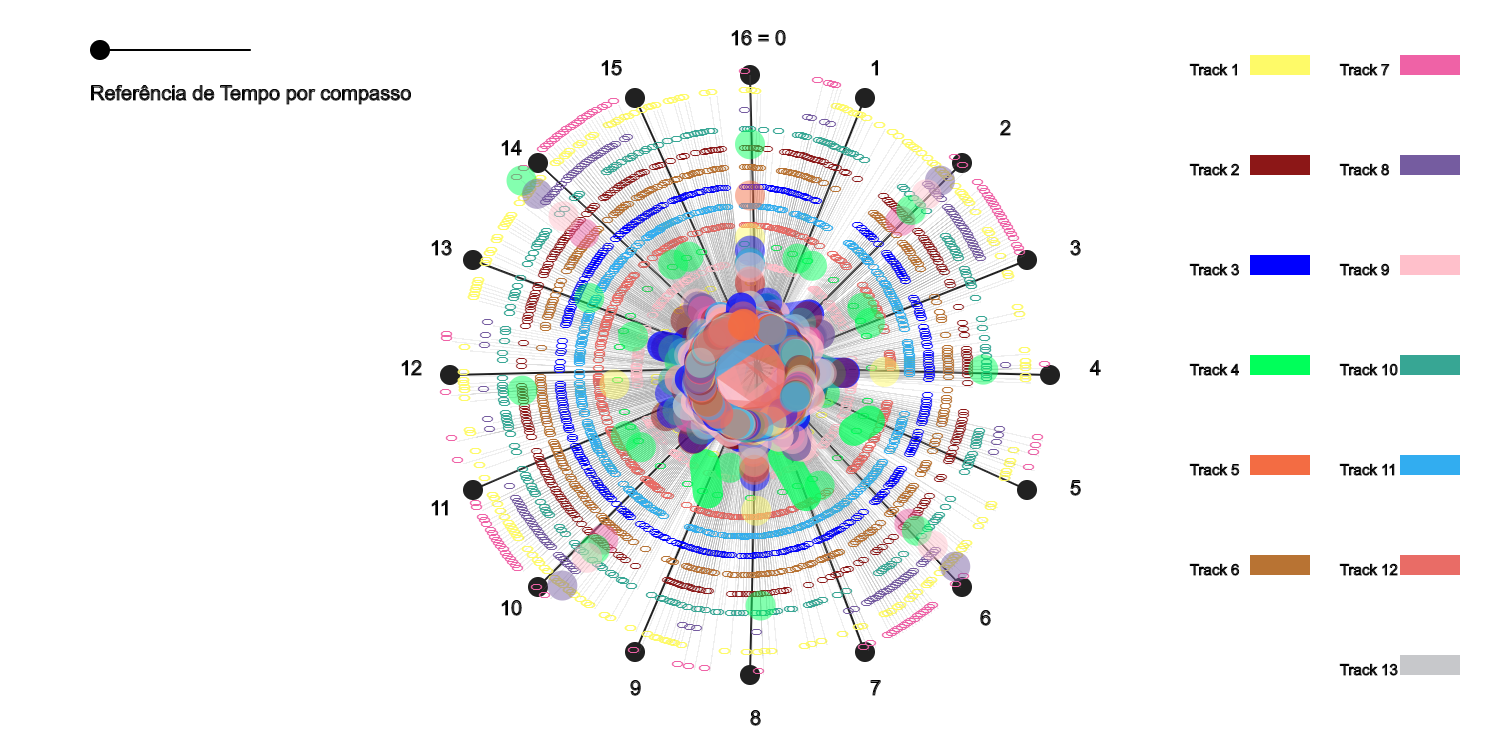 16 = 0
15
1
Track 1
Track 7
Referência de Tempo por compasso
14
2
Track 2
Track 8
13
3
Track 3
Track 9
12
4
Track 4
Track 10
11
5
Track 5
Track 11
10
6
Track 6
Track 12
9
7
Track 13
8